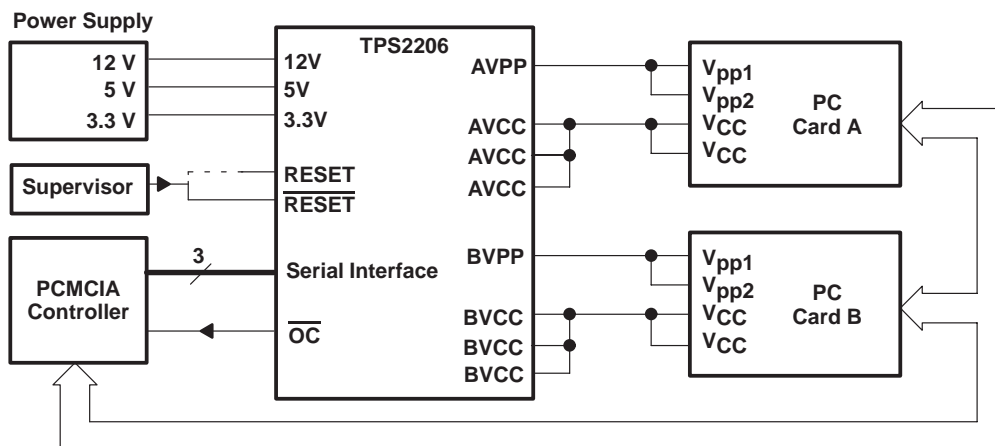 Power Supply
12 V
5 V
3.3 V
Supervisor
PCMCIA
Controller
3
TPS2206
12V
5V
3.3V
RESET
RESET
Serial Interface
OC
AVPP
AVCC
AVCC
AVCC
BVPP
BVCC
BVCC
BVCC
Vpp1
Vpp2
VCC
VCC
PC
Card A
Vpp1
Vpp2
VCC
VCC
PC
Card B